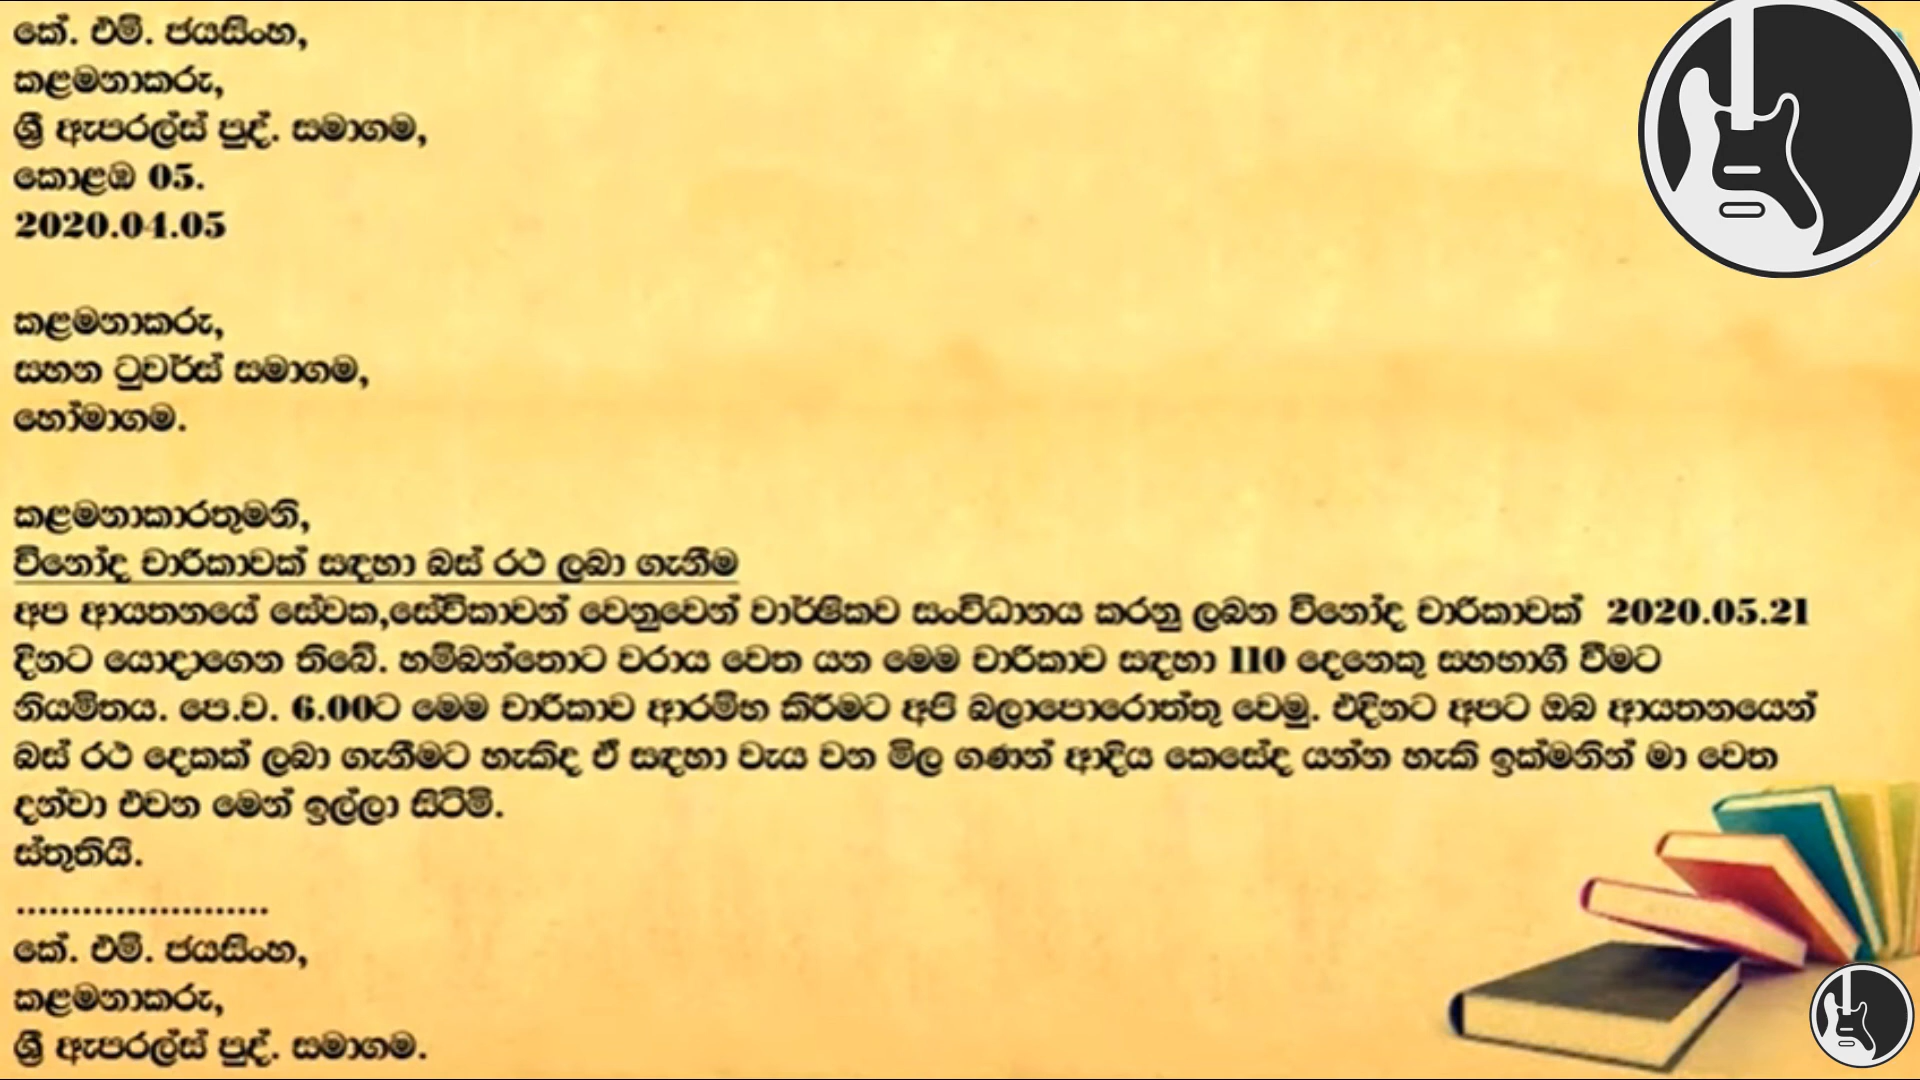 කේ. එම්. ජයසිංහ,
කළමනාකරු,
ශ්‍රී ඇපරල්ස් පුද්. සමාගම,
කොළඹ 05.
2020.04.05
කළමනාකරු,
සහන ටුවර්ස් සමාගම,
හෝමාගම.
කළමනාකාරතුමනි,
විනෝද චාරිකාවක් සඳහා බස් රථ ලබා ගැනීම
අප ආයතනයේ සේවක,සේවිකාවන් වෙනුවෙන් වාර්ෂිකව සංවිධානය කරනු ලබන විනෝද චාරිකාවක් 2020.05.21
දිනට යොදාගෙන තිබේ. හම්බන්තොට වරාය වෙත යන මෙම චාරිකාව සඳහා 110 දෙනෙකු සහභාගී වීමට
නියමිතය. පෙ.ව. 6.00ට මෙම චාරිකාව ආරම්භ කිරීමට අපි බලාපොරොත්තු වෙමු. එදිනට අපට ඔබ ආයතනයෙන්
බස් රථ දෙකක් ලබා ගැනීමට හැකිද ඒ සඳහා වැය වන මිල ගණන් ආදිය කෙසේද යන්න හැකි ඉක්මනින් මා වෙත
දන්වා එවන මෙන් ඉල්ලා සිටිමි.
ස්තුතියි.
.......................
කේ. එම්. ජයසිංහ,
කළමනාකරු,
ශ්‍රී ඇපරල්ස් පුද්. සමාගම.